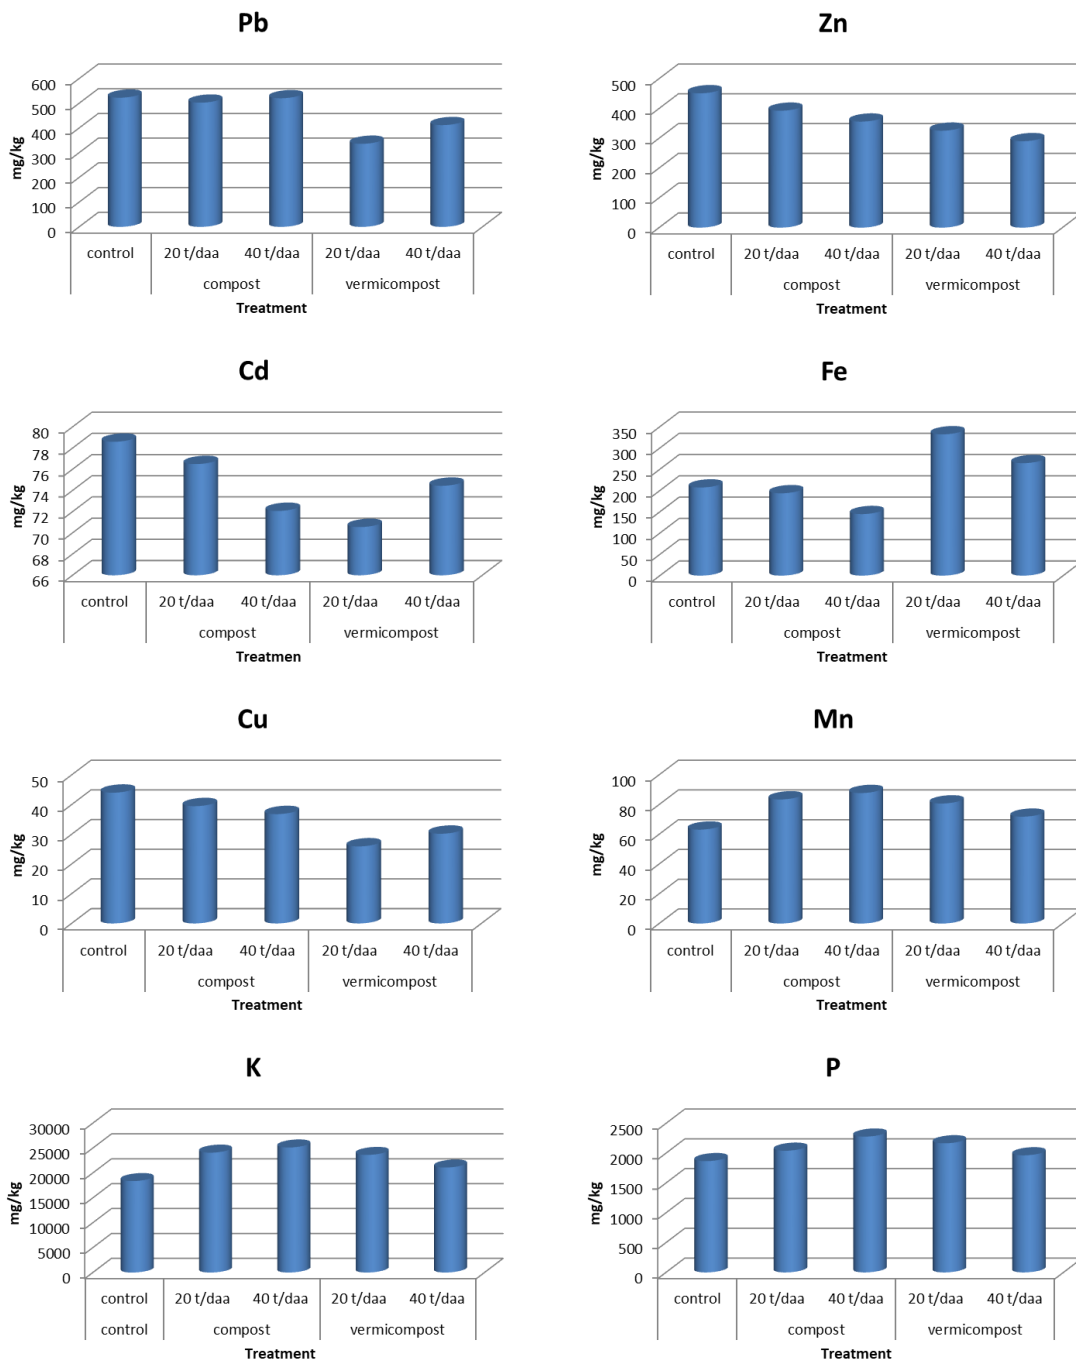 Pb
600
500
400
300
200
100
0
mg/kg
control
20 t/daa
40 t/daa
20 t/daa
40 t/daa
compost
vermicompost
Treatment
Zn
500
400
300
200
100
0
mg/kg
control
20 t/daa
40 t/daa
20 t/daa
40 t/daa
compost
vermicompost
Treatment
Cd
80
78
76
74
72
70
68
66
mg/kg
control
20 t/daa
40 t/daa
20 t/daa
40 t/daa
compost
vermicompost
Treatmen
Fe
350
300
250
200
150
100
50
0
mg/kg
control
20 t/daa
40 t/daa
20 t/daa
40 t/daa
compost
vermicompost
Treatment
Cu
50
40
30
20
10
0
mg/kg
control
20 t/daa
40 t/daa
20 t/daa
40 t/daa
compost
vermicompost
Treatment
Mn
100
80
60
40
20
0
mg/kg
control
20 t/daa
40 t/daa
20 t/daa
40 t/daa
compost
vermicompost
Treatment
K
30000
25000
20000
15000
10000
5000
0
mg/kg
control
20 t/daa
40 t/daa
20 t/daa
40 t/daa
control
compost
vermicompost
Treatment
P
2500
2000
1500
1000
500
0
mg/kg
control
20 t/daa
40 t/daa
20 t/daa
40 t/daa
compost
vermicompost
Treatment